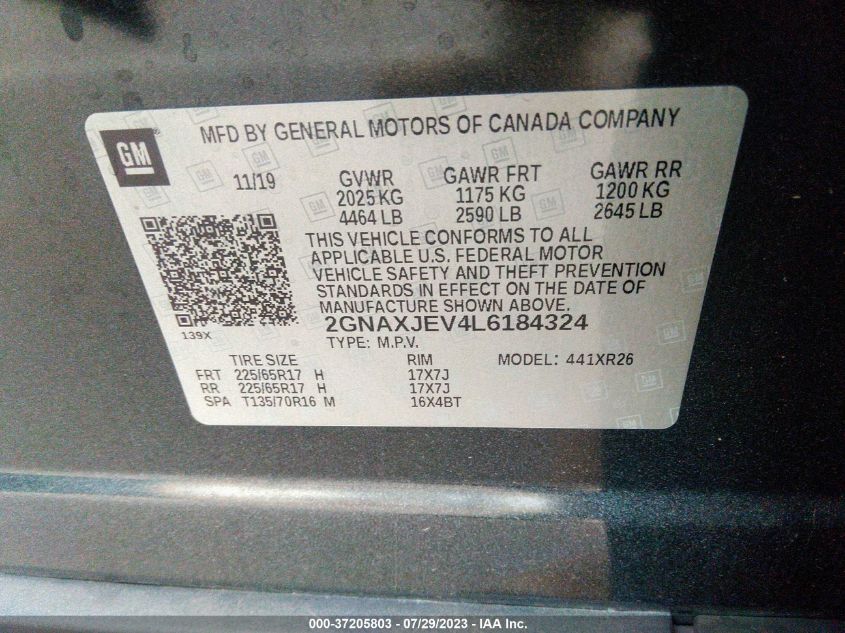 GM
MFD BY GENERAL MOTORS OF CANADA COMPANY
11/19 GVWR GAWR FRT GAWR RR
2025 KG 1175 KG 1200 KG
4464 LB 2590 LB 2645 LB
THIS VEHICLE CONFORMS TO ALL
APPLICABLE U.S. FEDERAL MOTOR
VEHICLE SAFETY AND THEFT PREVENTION
STANDARDS IN EFFECT ON THE DATE OF
MANUFACTURE SHOWN ABOVE.
139X
2GNAXJEV4L6184324
TYPE: M.P.V.
TIRE SIZE RIM MODEL: 441XR26
FRT 225/65R17 H 17X7J
RR 225/65R17 H 17X7J
SPA T135/70R16 M 16X4BT
000-37205803 - 07/29/2023 - IAA Inc.